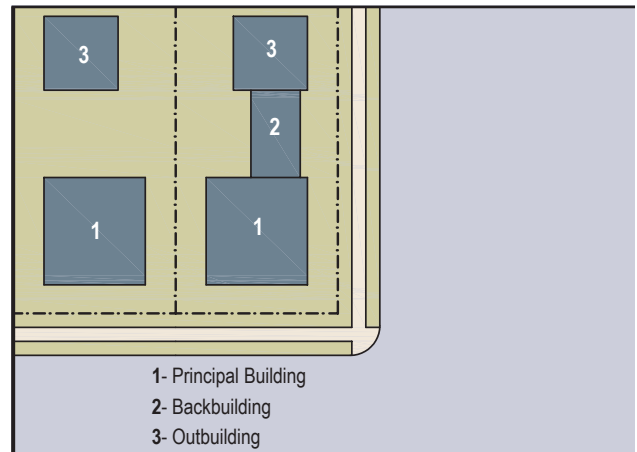 3 3
2
1 1
1- Principal Building
2- Backbuilding
3- Outbuilding